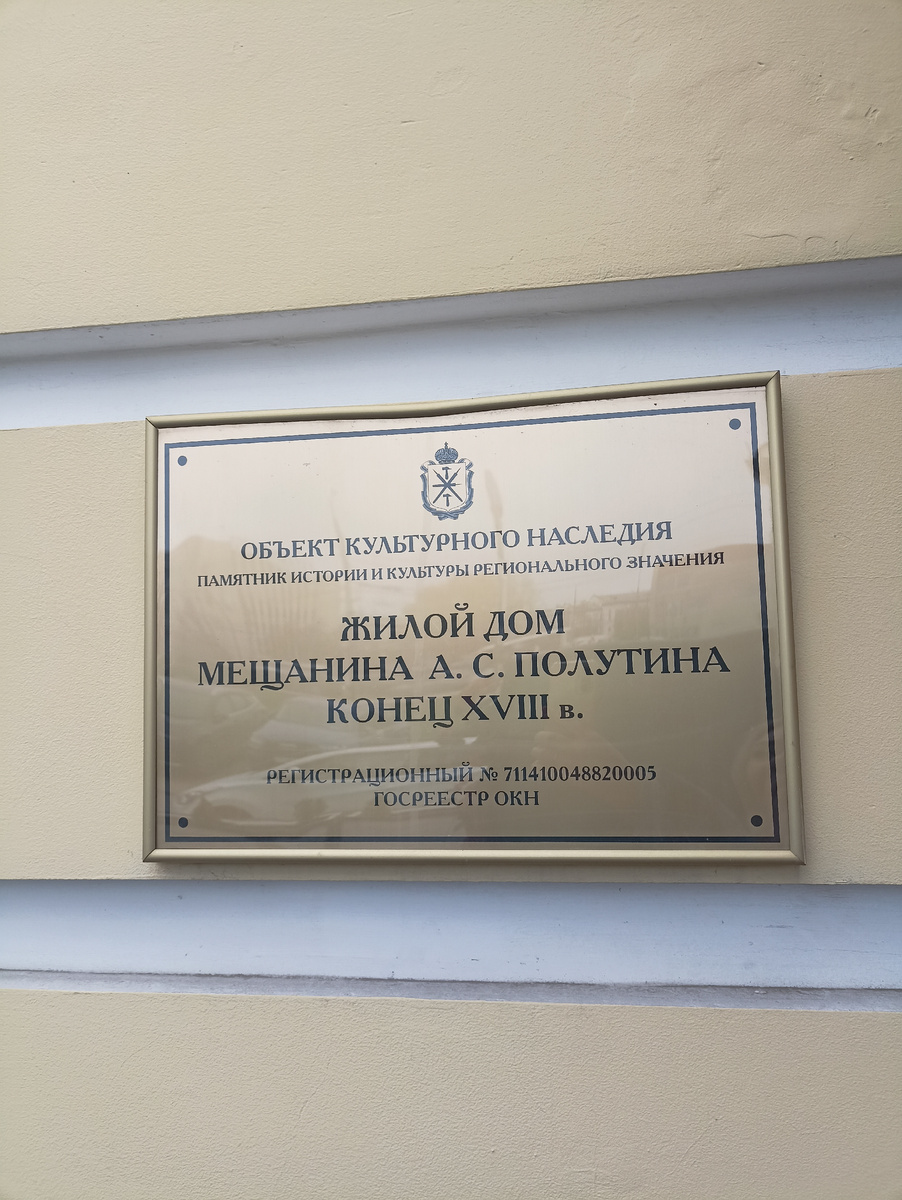 ОБЪЕКТ КУЛЬТУРНОГО НАСЛЕДИЯ
ПАМЯТНИК ИСТОРИИ И КУЛЬТУРЫ РЕГИОНАЛЬНОГО ЗНАЧЕНИЯ
ЖИЛОЙ ДОМ
МЕЩАНИНА А. С. ПОЛУТИНА
КОНЕЦ XVIII в.
РЕГИСТРАЦИОННЫЙ № 711410048820005
ГОСРЕЕСТР ОКН